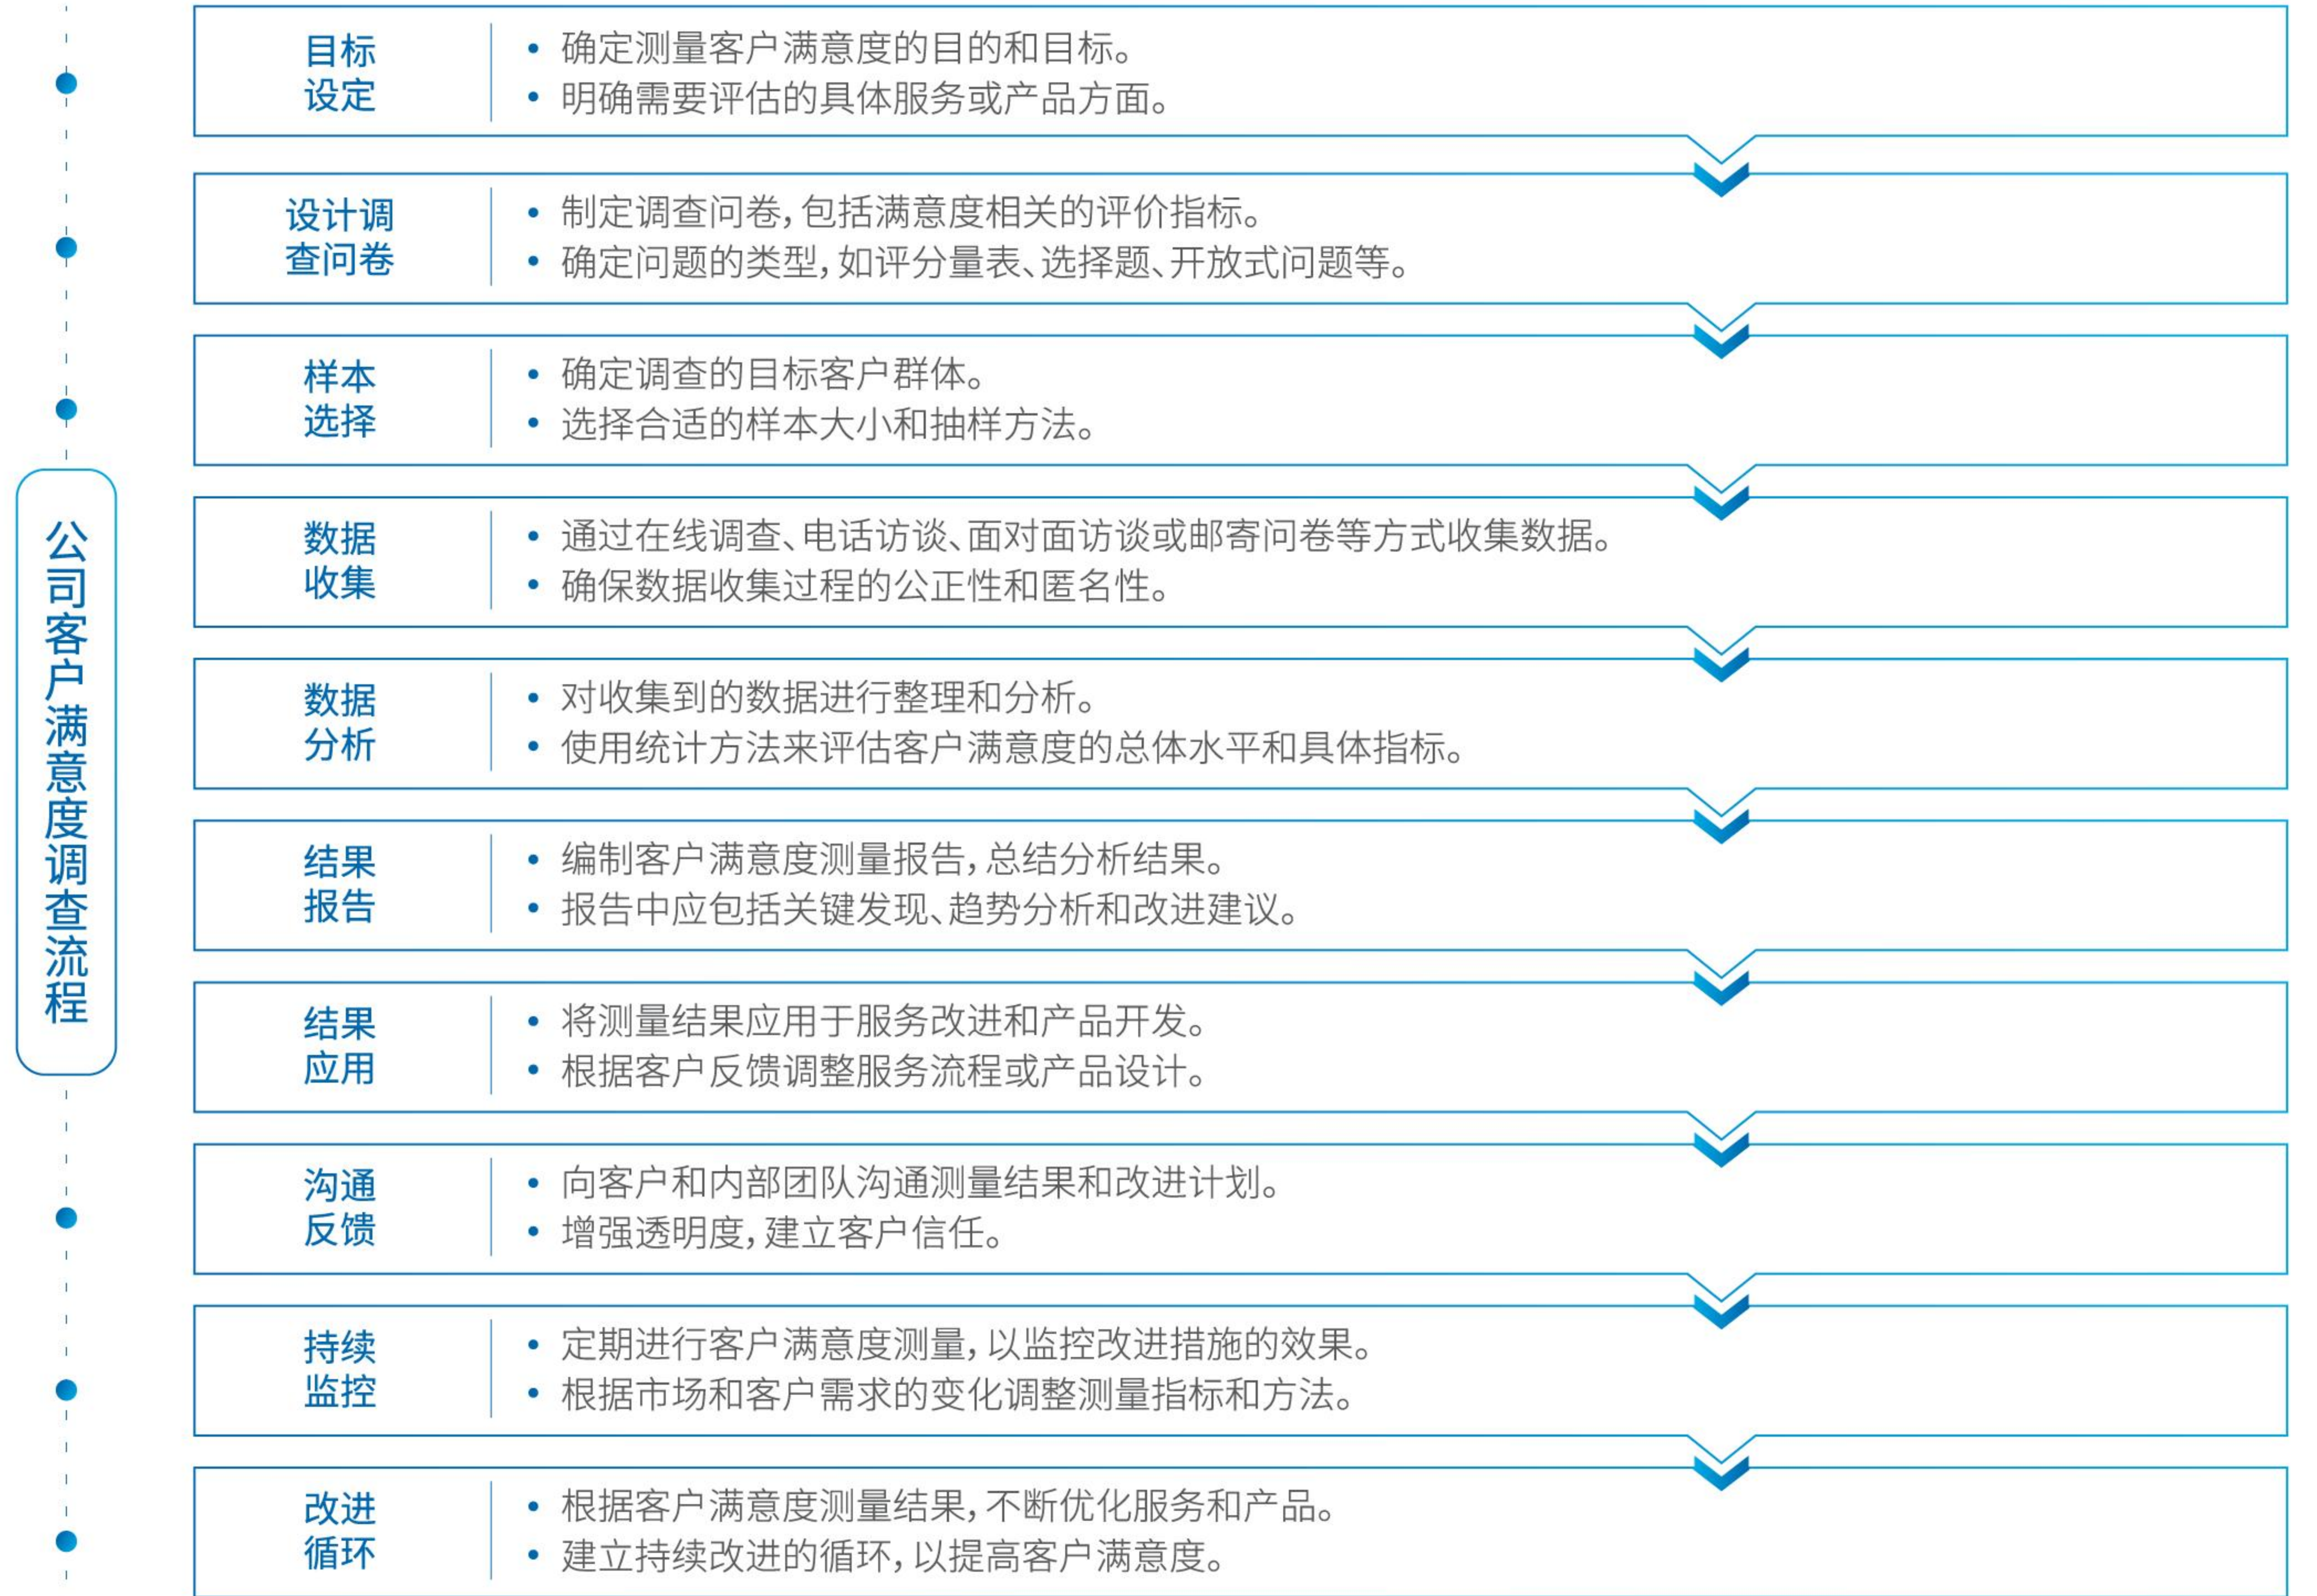 公司客户满意度调查流程
目标
设定
• 确定测量客户满意度的目的和目标。
• 明确需要评估的具体服务或产品方面。
设计调
查问卷
• 制定调查问卷，包括满意度相关的评价指标。
• 确定问题的类型，如评分量表、选择题、开放式问题等。
样本
选择
• 确定调查的目标客户群体。
• 选择合适的样本大小和抽样方法。
数据
收集
• 通过在线调查、电话访谈、面对面访谈或邮寄问卷等方式收集数据。
• 确保数据收集过程的公正性和匿名性。
数据
分析
• 对收集到的数据进行整理和分析。
• 使用统计方法来评估客户满意度的总体水平和具体指标。
结果
报告
• 编制客户满意度测量报告，总结分析结果。
• 报告中应包括关键发现、趋势分析和改进建议。
结果
应用
• 将测量结果应用于服务改进和产品开发。
• 根据客户反馈调整服务流程或产品设计。
沟通
反馈
• 向客户和内部团队沟通测量结果和改进计划。
• 增强透明度，建立客户信任。
持续
监控
• 定期进行客户满意度测量，以监控改进措施的效果。
• 根据市场和客户需求的变化调整测量指标和方法。
改进
循环
• 根据客户满意度测量结果，不断优化服务和产品。
• 建立持续改进的循环，以提高客户满意度。